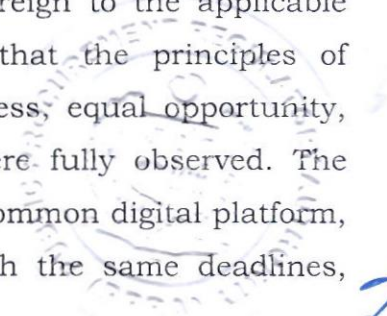 reign to the applicable
that the principles of
ess, equal opportunity,
ere fully observed. The
ommon digital platform,
h the same deadlines,